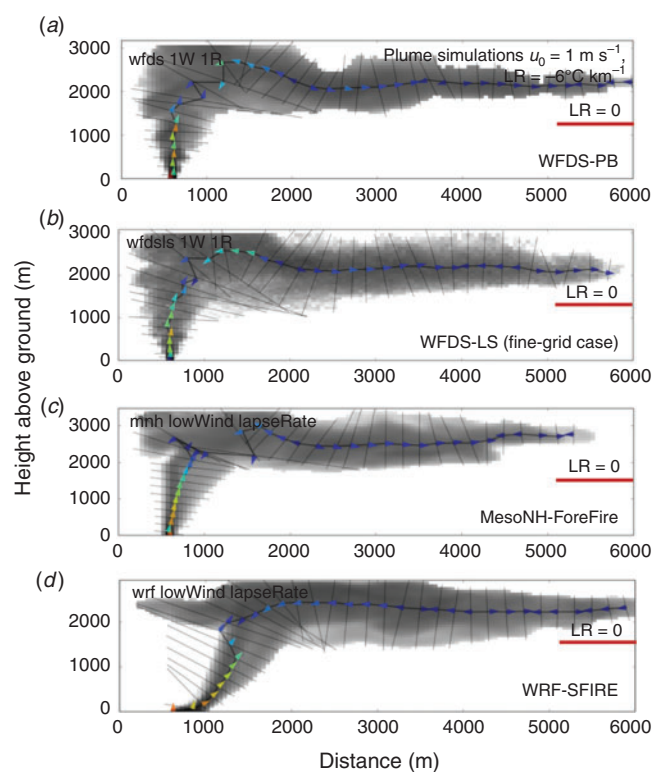 (a)
3000
2000
1000
0
wfds 1W 1R
Plume simulations u₀ = 1 m s⁻¹,
LR = −6°C km⁻¹
LR = 0
WFDS-PB
0 1000 2000 3000 4000 5000 6000
(b)
3000
2000
1000
0
wfdsls 1W 1R
LR = 0
WFDS-LS (fine-grid case)
0 1000 2000 3000 4000 5000 6000
Height above ground (m)
(c)
3000
2000
1000
0
mnh lowWind lapseRate
LR = 0
MesoNH-ForeFire
0 1000 2000 3000 4000 5000 6000
(d)
2000
1000
0
wrf lowWind lapseRate
LR = 0
WRF-SFIRE
0 1000 2000 3000 4000 5000 6000
Distance (m)